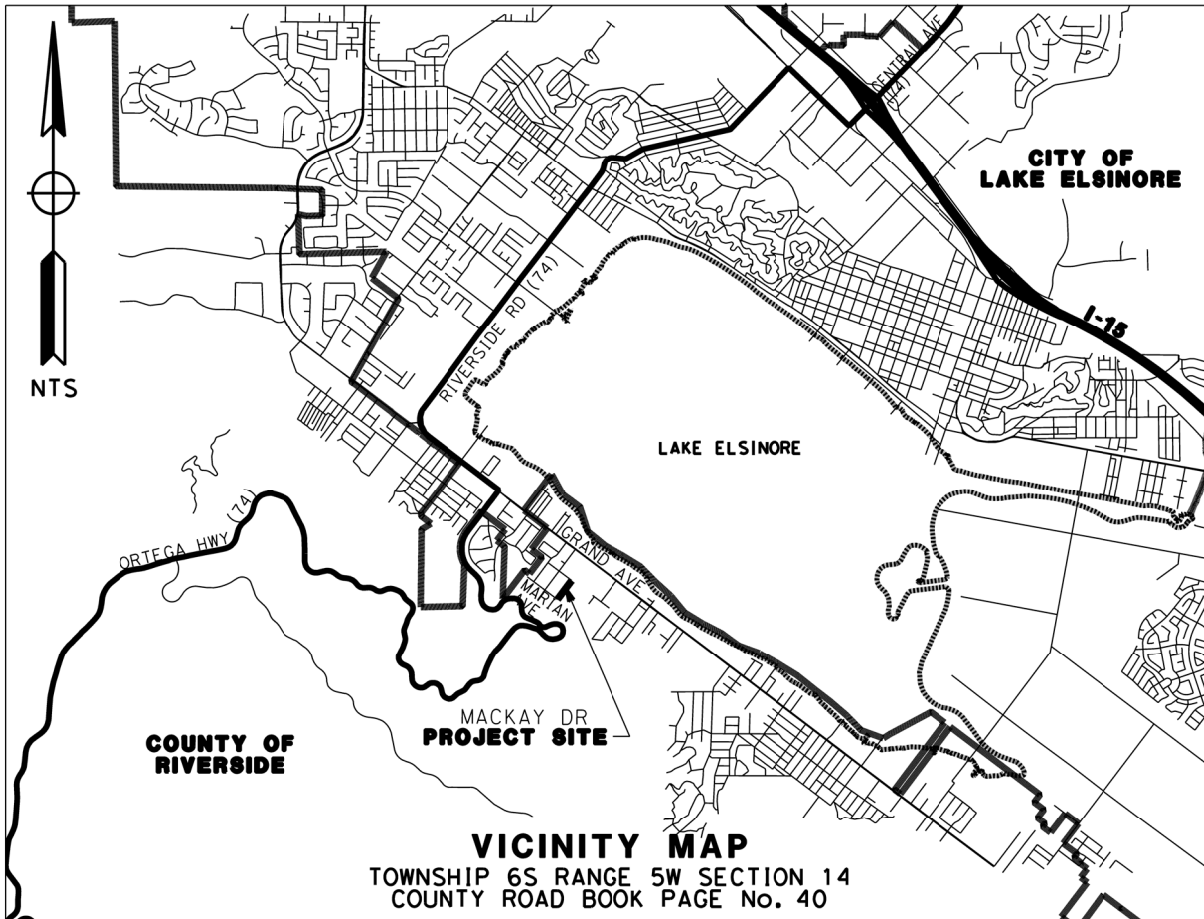 CENTRAL AVE
(74)
CITY OF
LAKE ELSINORE
NTS
RIVERSIDE RD (74)
I-15
LAKE ELSINORE
ORTEGA HWY (74)
GRAND AVE
MARIAN
AVE
MACKAY DR
PROJECT SITE
COUNTY OF
RIVERSIDE
VICINITY MAP
TOWNSHIP 6S RANGE 5W SECTION 14
COUNTY ROAD BOOK PAGE No. 40